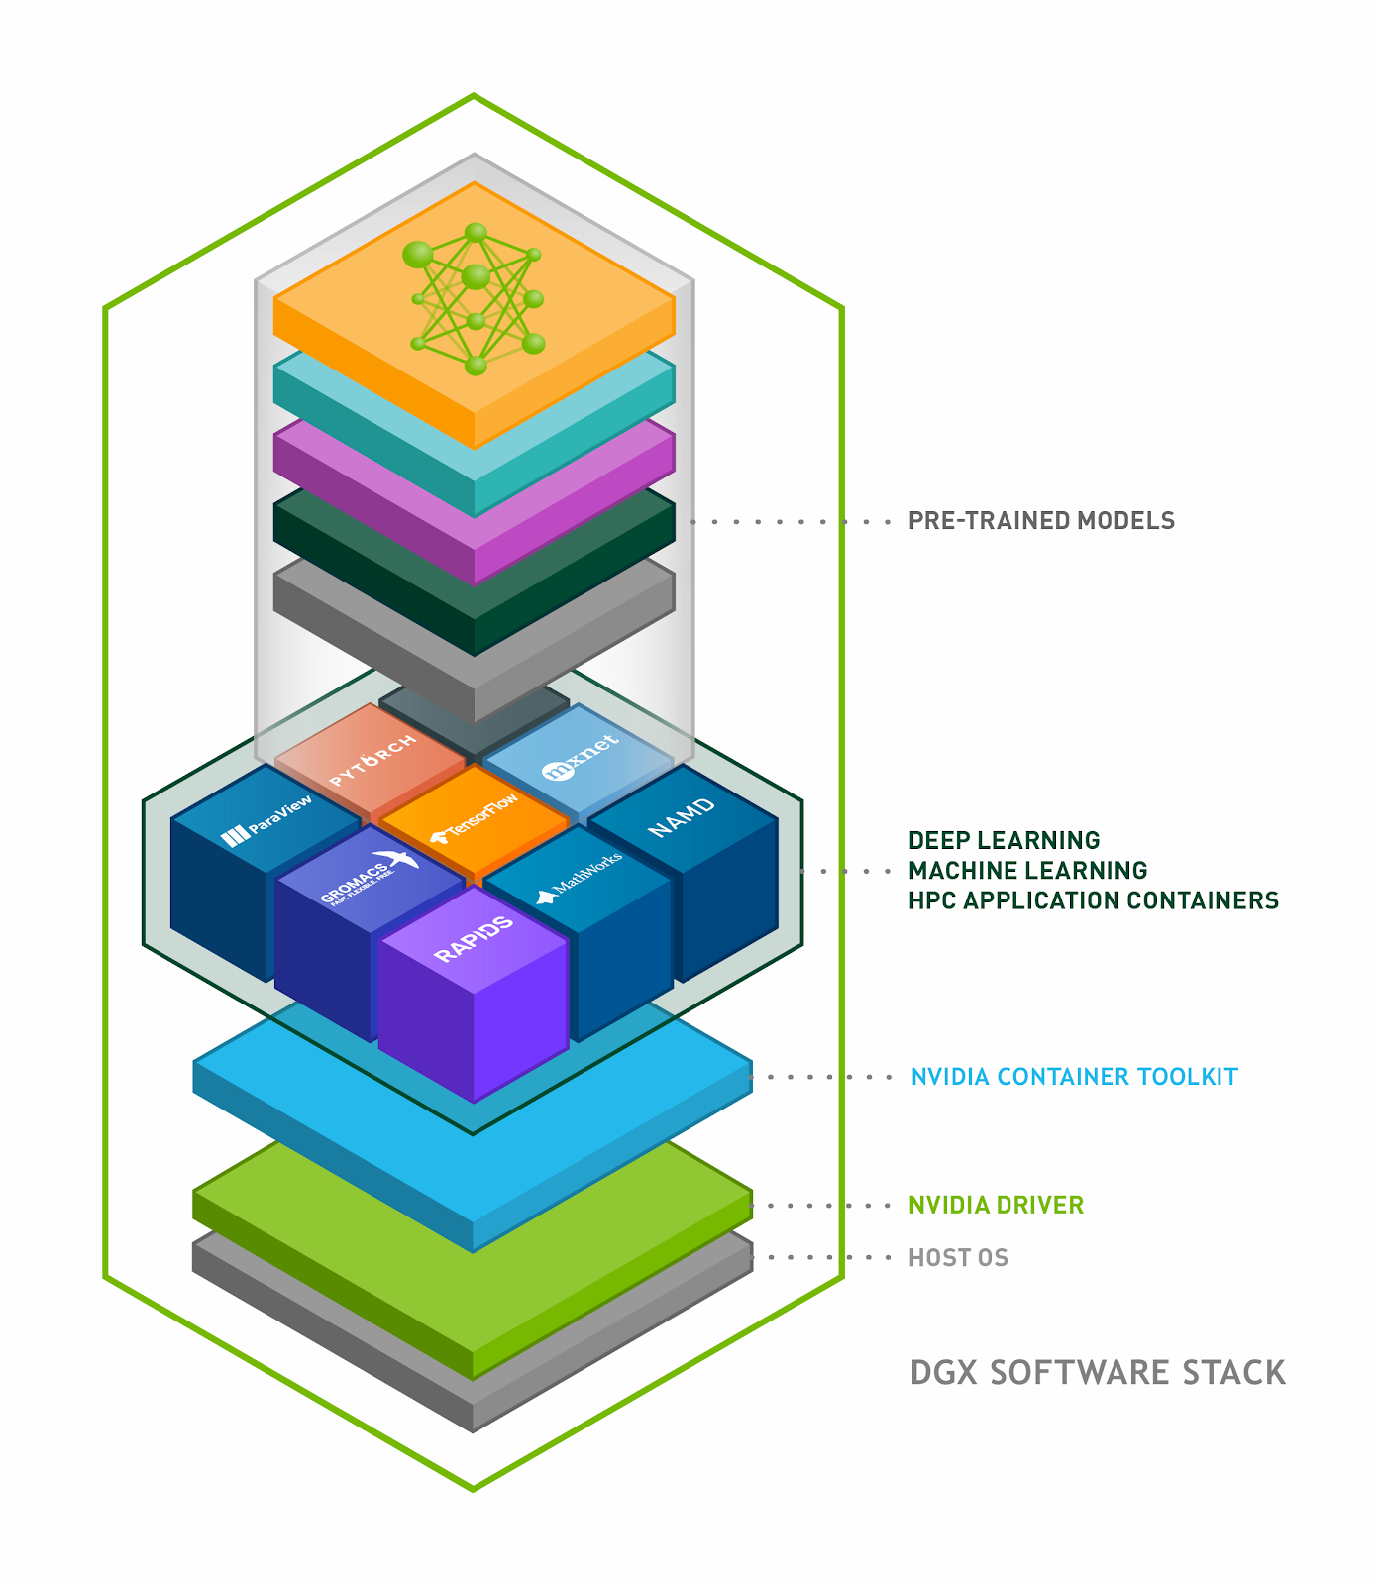 PRE-TRAINED MODELS
PYTORCH
mxnet
ParaView
TensorFlow
NAMD
GROMACS
FAST. FLEXIBLE. FREE.
MathWorks
RAPIDS
DEEP LEARNING
MACHINE LEARNING
HPC APPLICATION CONTAINERS
NVIDIA CONTAINER TOOLKIT
NVIDIA DRIVER
HOST OS
DGX SOFTWARE STACK